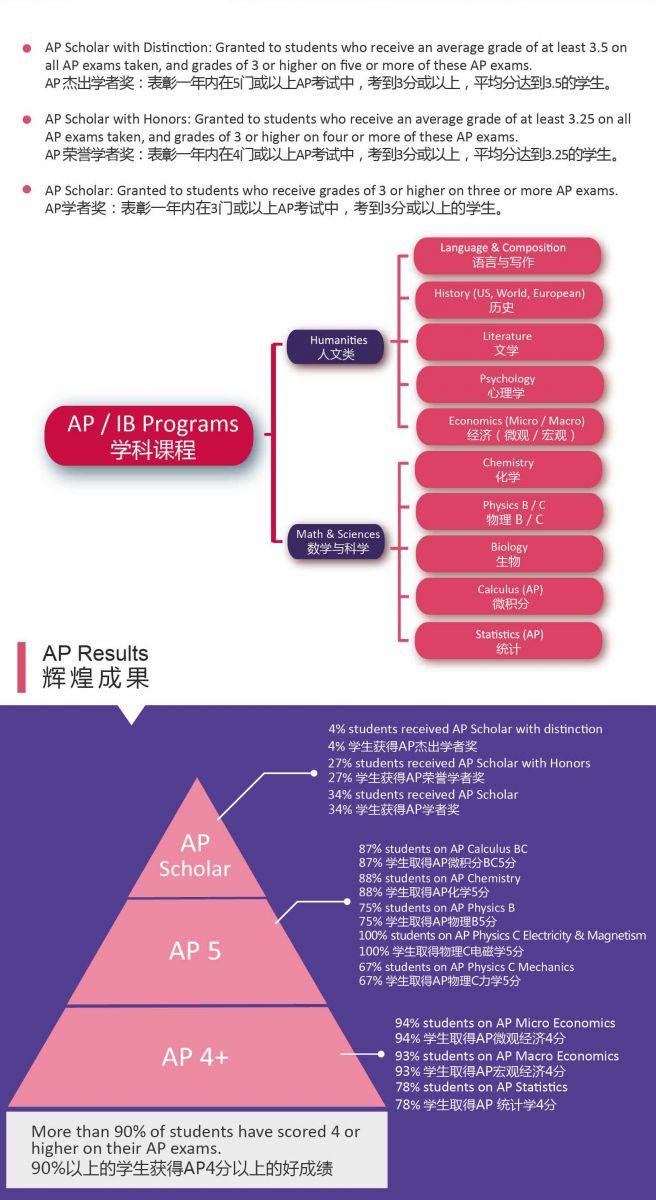 AP Scholar with Distinction: Granted to students who receive an average grade of at least 3.5 on
all AP exams taken, and grades of 3 or higher on five or more of these AP exams.
AP 杰出学者奖：表彰一年内在5门或以上AP考试中，考到3分或以上，平均分达到3.5的学生。
AP Scholar with Honors: Granted to students who receive an average grade of at least 3.25 on all
AP exams taken, and grades of 3 or higher on four or more of these AP exams.
AP 荣誉学者奖：表彰一年内在4门或以上AP考试中，考到3分或以上，平均分达到3.25的学生。
AP Scholar: Granted to students who receive grades of 3 or higher on three or more AP exams.
AP学者奖：表彰一年内在3门或以上AP考试中，考到3分或以上的学生。
AP / IB Programs
学科课程
Humanities
人文类
Language & Composition
语言与写作
History (US, World, European)
历史
Literature
文学
Psychology
心理学
Economics (Micro / Macro)
经济（微观 / 宏观）
Math & Sciences
数学与科学
Chemistry
化学
Physics B / C
物理 B / C
Biology
生物
Calculus (AP)
微积分
Statistics (AP)
统计
AP Results
辉煌成果
AP
Scholar
4% students received AP Scholar with distinction
4% 学生获得AP杰出学者奖
27% students received AP Scholar with Honors
27% 学生获得AP荣誉学者奖
34% students received AP Scholar
34% 学生获得AP学者奖
AP 5
87% students on AP Calculus BC
87% 学生取得AP微积分BC5分
88% students on AP Chemistry
88% 学生取得AP化学5分
75% students on AP Physics B
75% 学生取得AP物理B5分
100% students on AP Physics C Electricity & Magnetism
100% 学生取得物理C电磁学5分
67% students on AP Physics C Mechanics
67% 学生取得AP物理C力学5分
AP 4+
94% students on AP Micro Economics
94% 学生取得AP微观经济4分
93% students on AP Macro Economics
93% 学生取得AP宏观经济4分
78% students on AP Statistics
78% 学生取得AP 统计学4分
More than 90% of students have scored 4 or
higher on their AP exams.
90%以上的学生获得AP4分以上的好成绩